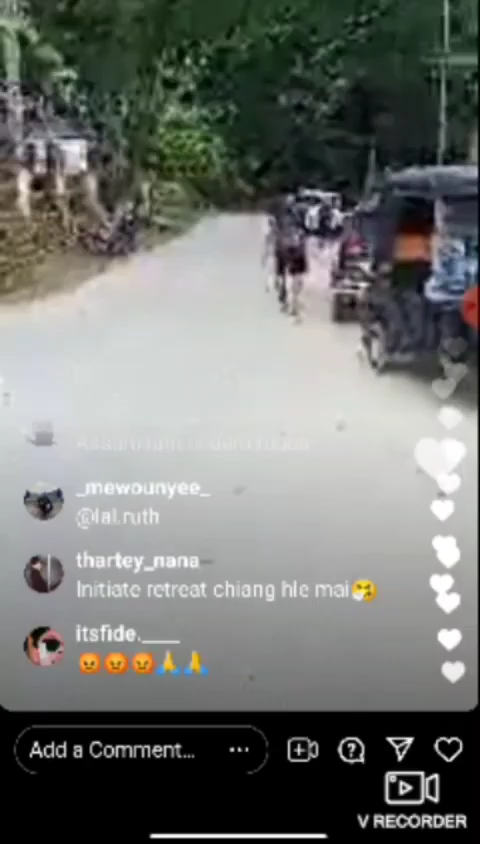 _mewounyee_
@lal.ruth
thartey_nana
Initiate retreat chiang hle mai🤧
itsfide.____
😡😡😡🙏🙏
Add a Comment...
V RECORDER